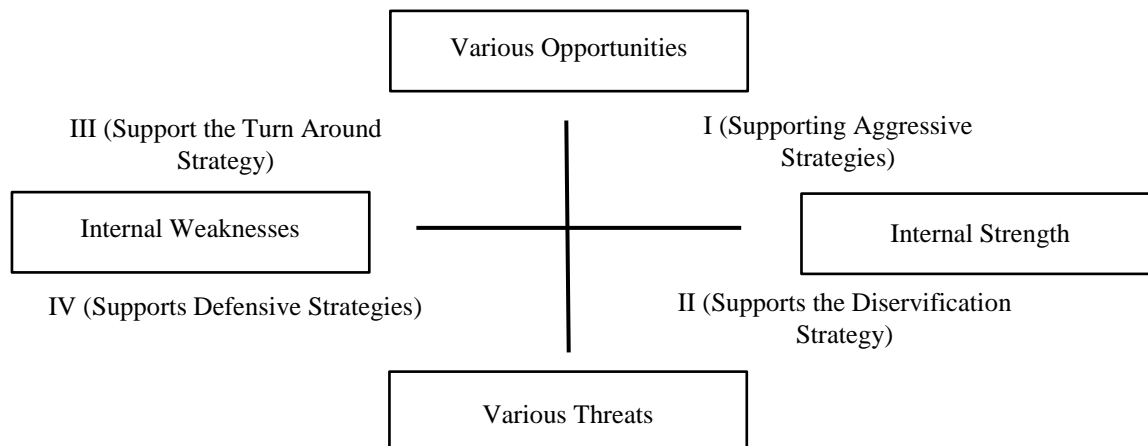 Various Opportunities
III (Support the Turn Around
Strategy)
I (Supporting Aggressive
Strategies)
Internal Weaknesses
Internal Strength
IV (Supports Defensive Strategies)
II (Supports the Diservification
Strategy)
Various Threats